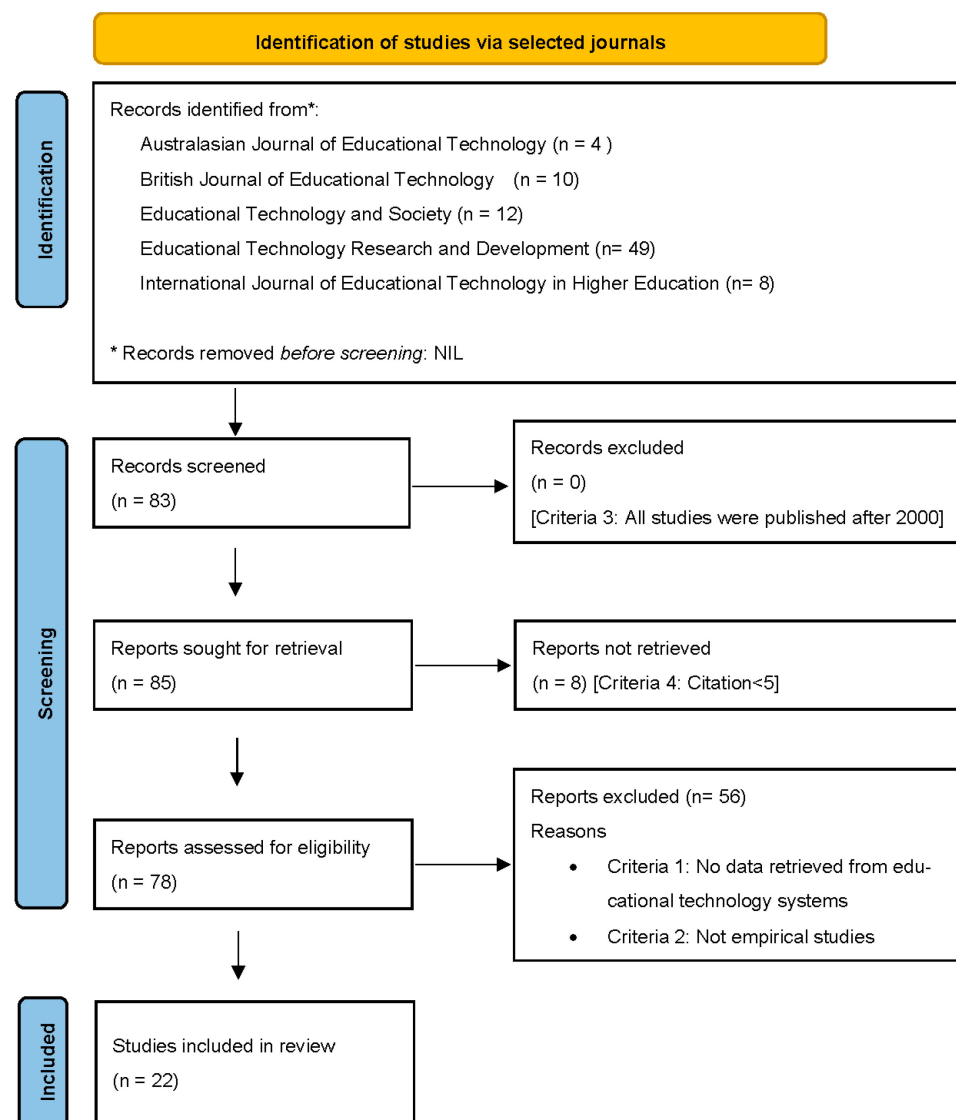 Identification of studies via selected journals
Identification
Records identified from*:
Australasian Journal of Educational Technology (n = 4 )
British Journal of Educational Technology (n = 10)
Educational Technology and Society (n = 12)
Educational Technology Research and Development (n= 49)
International Journal of Educational Technology in Higher Education (n= 8)
* Records removed before screening: NIL
Screening
Records screened
(n = 83)
Records excluded
(n = 0)
[Criteria 3: All studies were published after 2000]
Reports sought for retrieval
(n = 85)
Reports not retrieved
(n = 8) [Criteria 4: Citation<5]
Reports assessed for eligibility
(n = 78)
Reports excluded (n= 56)
Reasons
• Criteria 1: No data retrieved from edu-
cational technology systems
• Criteria 2: Not empirical studies
Included
Studies included in review
(n = 22)